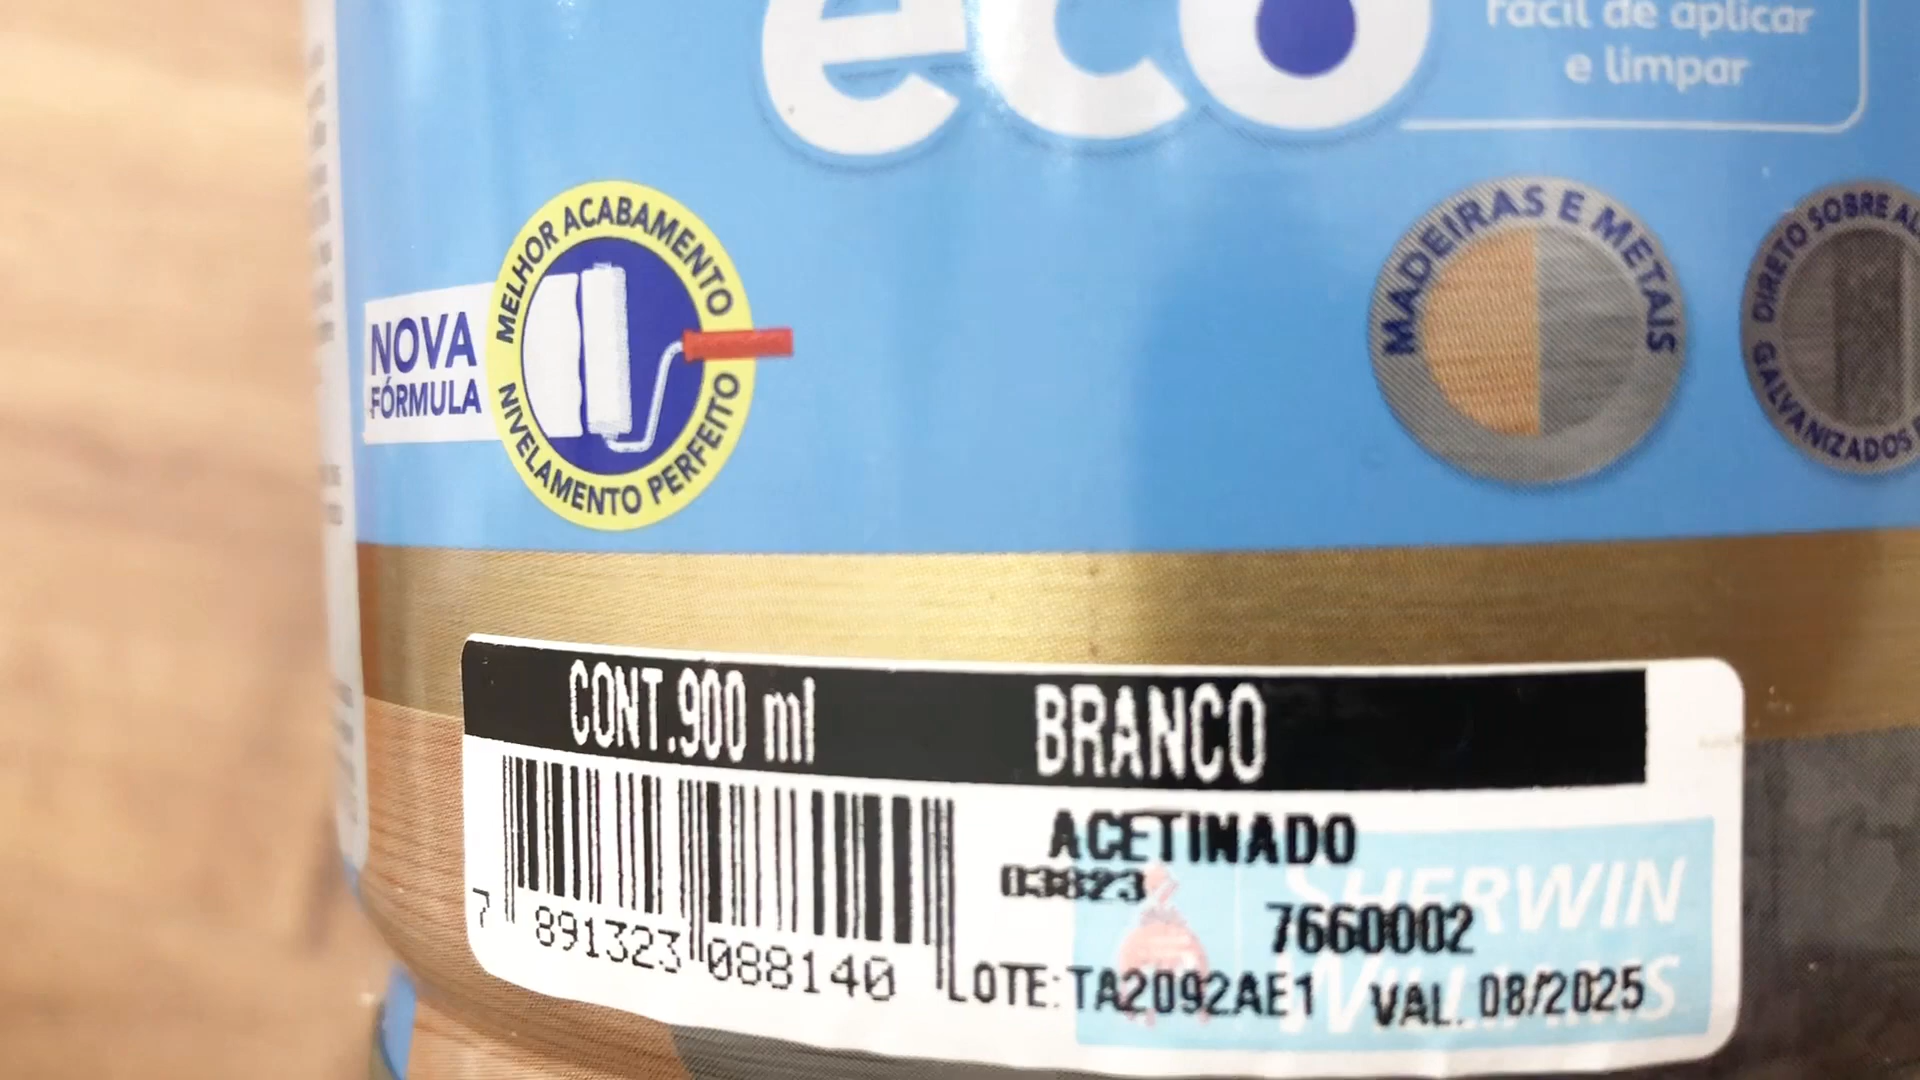 eco
fácil de aplicar
e limpar
NOVA
FÓRMULA
MELHOR ACABAMENTO
NIVELAMENTO PERFEITO
MADEIRAS E METAIS
DIRETO SOBRE
GALVANIZADOS
CONT.900 ml
BRANCO
ACETINADO
03823
SHERWIN
WILLIAMS
7660002
7 891323 088140
LOTE:TA2092AE1 VAL. 08/2025